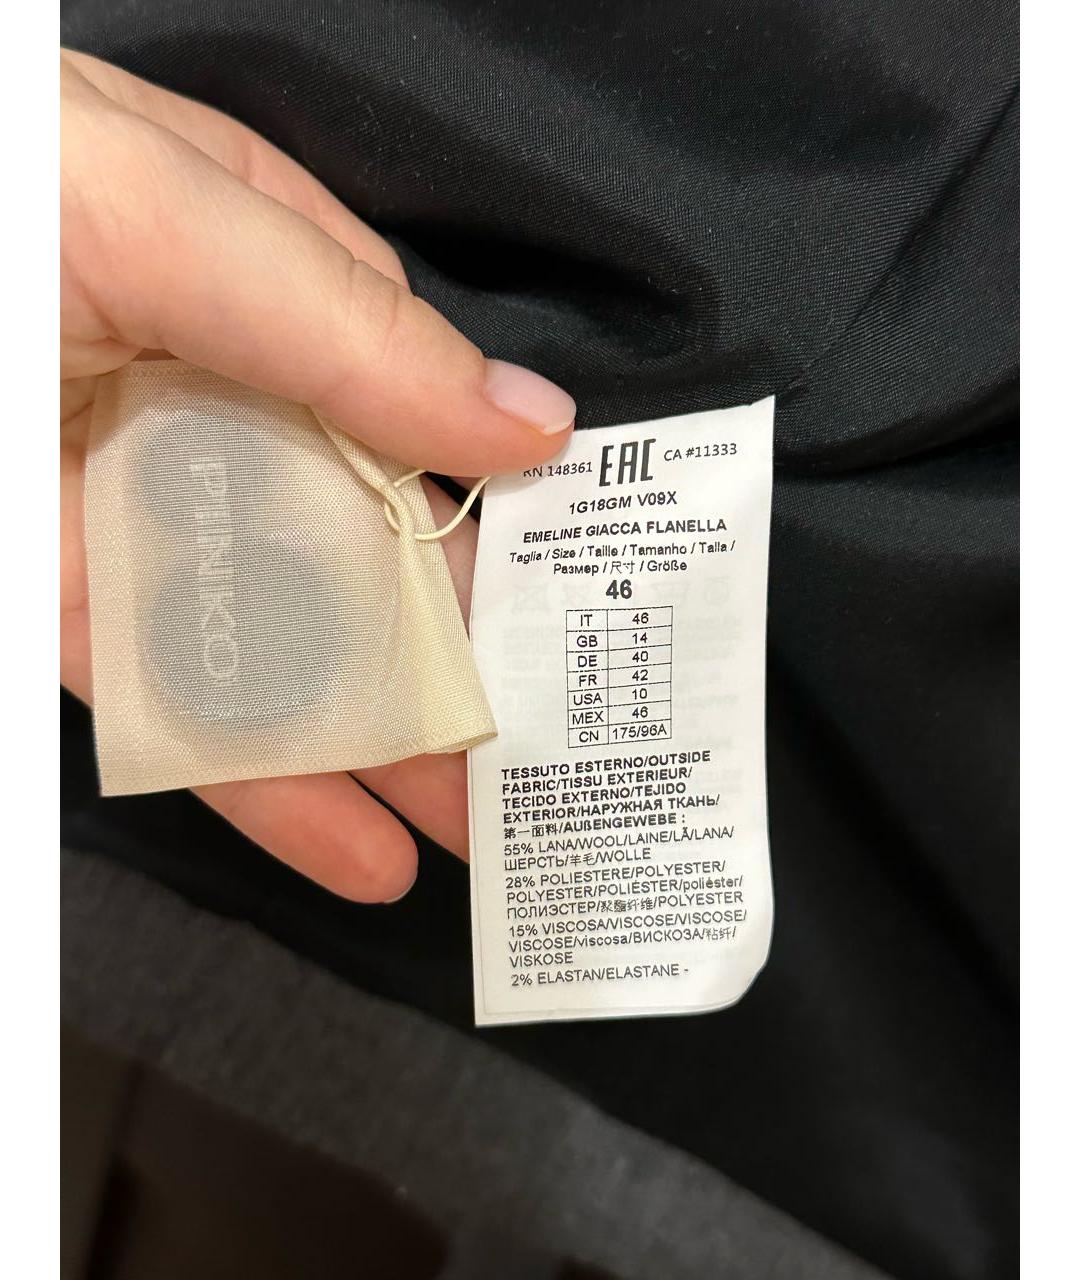 PINKO
RN 148361 EAC CA #11333
1G18GM V09X
EMELINE GIACCA FLANELLA
Taglia / Size / Taille / Tamanho / Talla /
Размер / 尺寸 / Größe
46
IT 46
GB 14
DE 40
FR 42
USA 10
MEX 46
CN 175/96A
TESSUTO ESTERNO/OUTSIDE
FABRIC/TISSU EXTERIEUR/
TECIDO EXTERNO/TEJIDO
EXTERIOR/НАРУЖНАЯ ТКАНЬ/
第一面料/AUßENGEWEBE :
55% LANA/WOOL/LAINE/LÃ/LANA/
ШЕРСТЬ/羊毛/WOLLE
28% POLIESTERE/POLYESTER/
POLYESTER/POLIÉSTER/poliéster/
ПОЛИЭСТЕР/聚酯纤维/POLYESTER
15% VISCOSA/VISCOSE/VISCOSE/
VISCOSE/viscosa/ВИСКОЗА/粘纤/
VISKOSE
2% ELASTAN/ELASTANE -